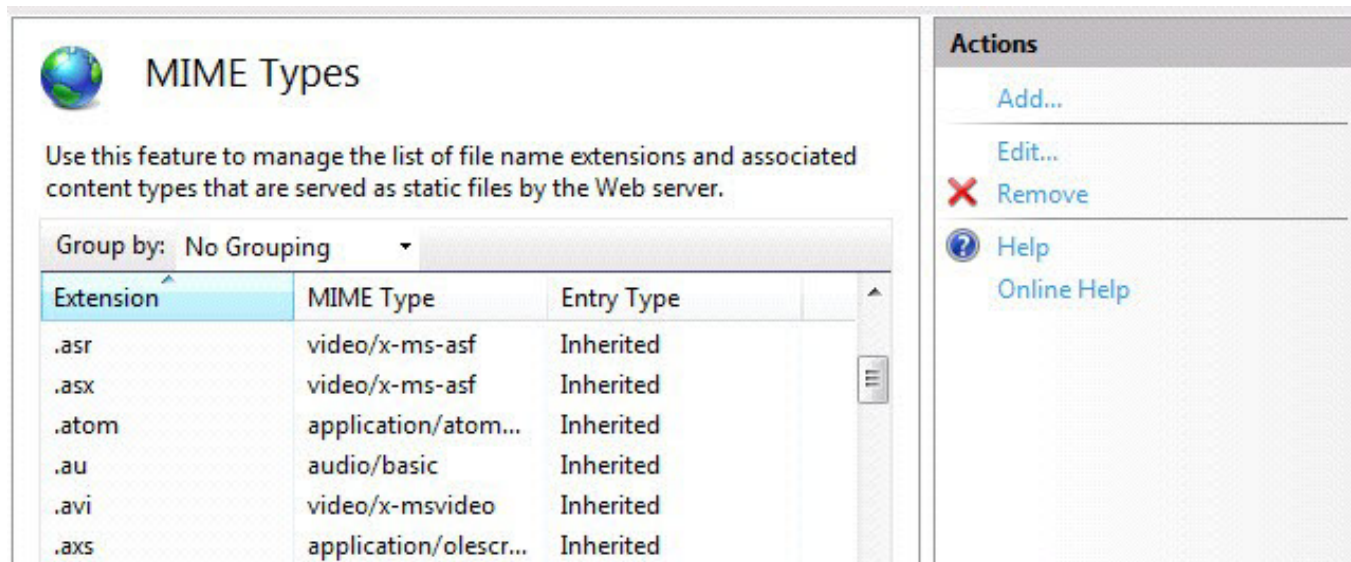 MIME Types
Use this feature to manage the list of file name extensions and associated
content types that are served as static files by the Web server.
Group by: No Grouping
Extension MIME Type Entry Type
.asr video/x-ms-asf Inherited
.asx video/x-ms-asf Inherited
.atom application/atom... Inherited
.au audio/basic Inherited
.avi video/x-msvideo Inherited
.axs application/olescr... Inherited
Actions
Add...
Edit...
Remove
Help
Online Help